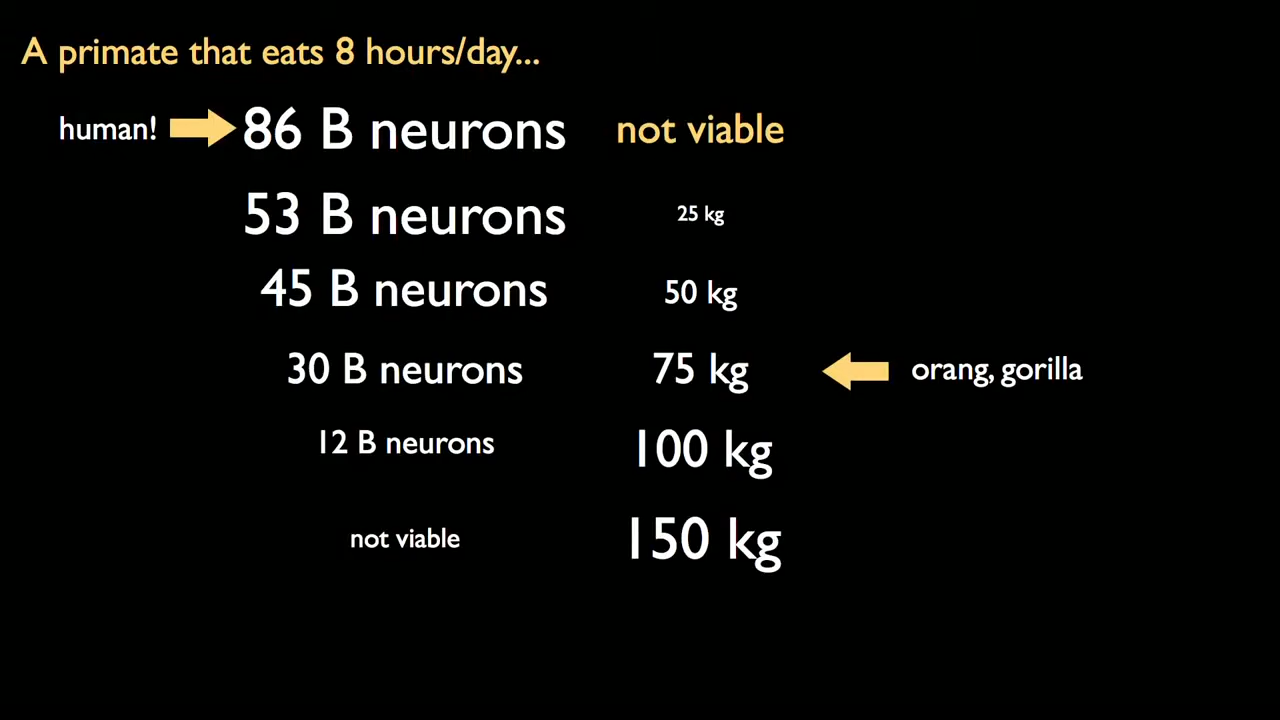 A primate that eats 8 hours/day...
human! 86 B neurons not viable
53 B neurons 25 kg
45 B neurons 50 kg
30 B neurons 75 kg orang, gorilla
12 B neurons 100 kg
not viable 150 kg